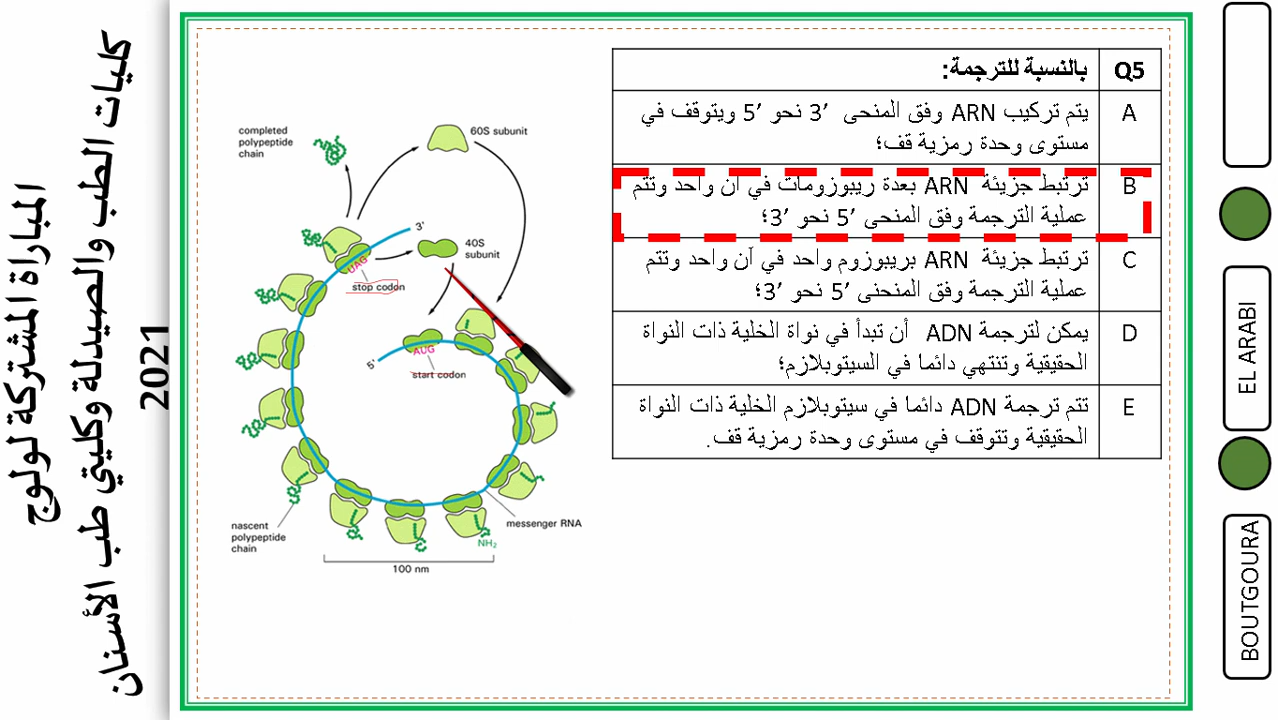 المباراة المشتركة لولوج
كليات الطب والصيدلة وكليتي طب الأسنان
2021
completed
polypeptide
chain
60S subunit
3'
40S
subunit
UAG
stop codon
5'
AUG
start codon
nascent
polypeptide
chain
messenger RNA
NH2
100 nm
Q5 بالنسبة للترجمة:
A يتم تركيب ARN وفق المنحى 3’ نحو 5’ ويتوقف في
مستوى وحدة رمزية قف؛
B ترتبط جزيئة ARN بعدة ريبوزومات في آن واحد وتتم
عملية الترجمة وفق المنحى 5’ نحو 3’؛
C ترتبط جزيئة ARN بريبوزوم واحد في آن واحد وتتم
عملية الترجمة وفق المنحنى 5’ نحو 3’؛
D يمكن لترجمة ADN أن تبدأ في نواة الخلية ذات النواة
الحقيقية وتنتهي دائما في السيتوبلازم؛
E تتم ترجمة ADN دائما في سيتوبلازم الخلية ذات النواة
الحقيقية وتتوقف في مستوى وحدة رمزية قف.
EL ARABI
BOUTGOURA